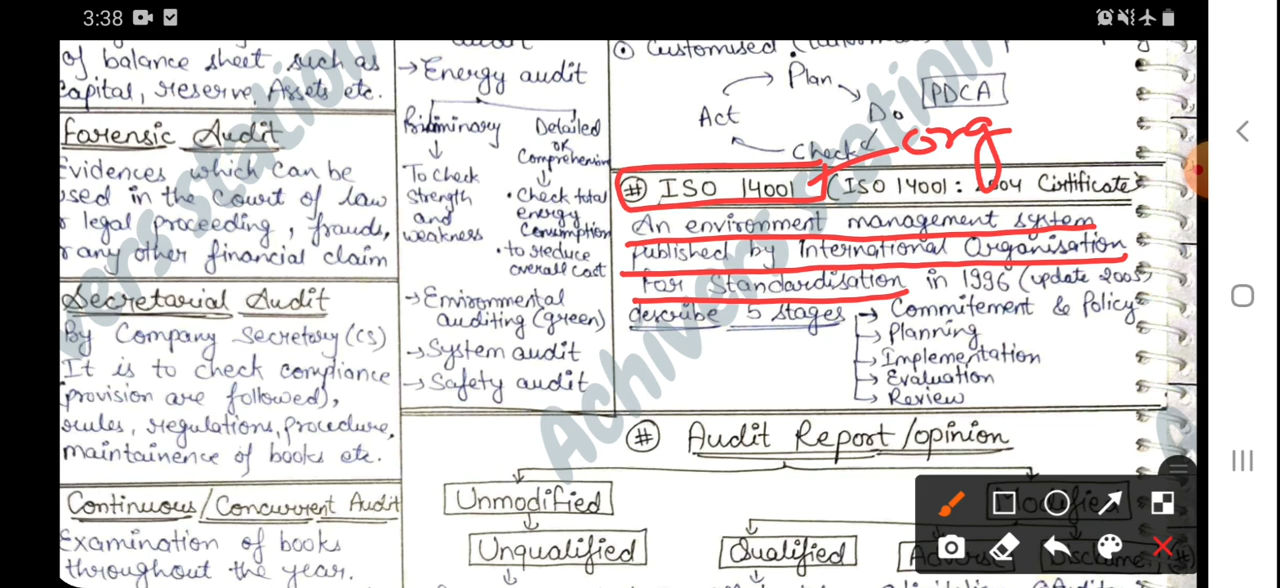 3:38
of balance sheet, such as
capital, reserve, Assets etc.
Forensic Audit
Evidences which can be
used in the Court of law
legal proceeding, frauds,
any other financial claim
Secretarial Audit
By Company Secretary (CS)
It is to check compliance
(provision are followed),
rules, regulations, procedure,
maintainence of books etc.
Continuous/Concurrent Audit
Examination of books
throughout the year.
audit
→ Energy audit
Detailed
or
Comprehensive
To check
strength
and
weakness
• Check total
energy
Consumption
• to reduce
overall cost
→ Environmental
auditing (green)
→ System audit
→ Safety audit
Customised
Plan
Do
Check
Act
PDCA
org
# ISO 14001 (ISO 14001: 2004 Certificate)
An environment management system
published by International Organisation
For Standardisation in 1996 (update 2005)
describe 5 stages → Commitement & Policy
→ Planning
→ Implementation
→ Evaluation
→ Review
# Audit Report/opinion
Unmodified
Modified
Unqualified
Qualified
Adverse
Disclaimer
Achivers Station